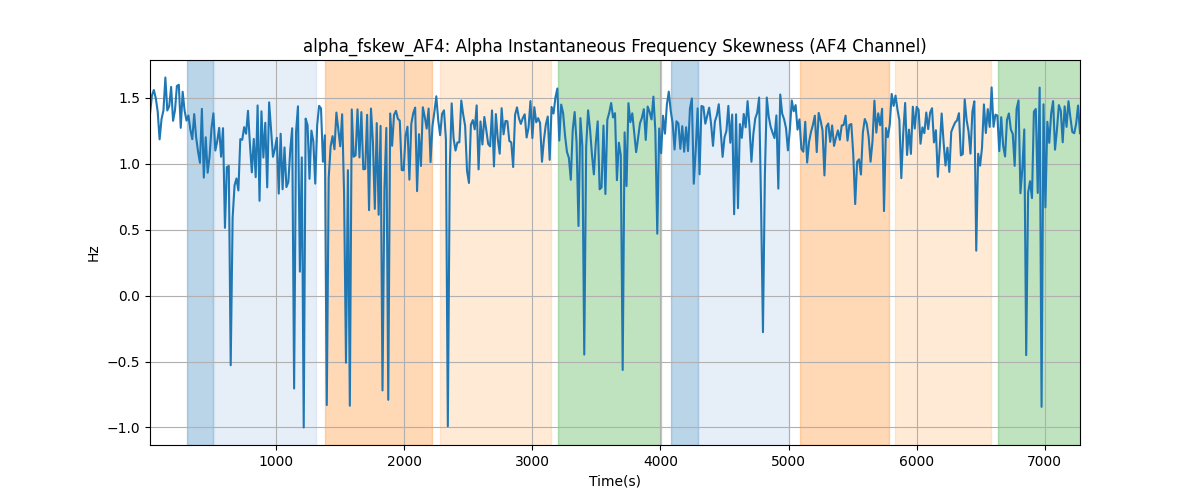 alpha_fskew_AF4: Alpha Instantaneous Frequency Skewness (AF4 Channel)
1.5
1.0
0.5
0.0
−0.5
−1.0
Hz
1000 2000 3000 4000 5000 6000 7000
Time(s)